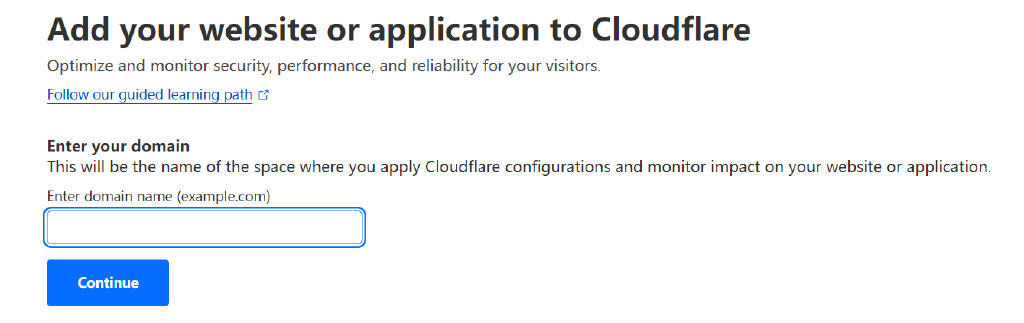 Add your website or application to Cloudflare
Optimize and monitor security, performance, and reliability for your visitors.
Follow our guided learning path
Enter your domain
This will be the name of the space where you apply Cloudflare configurations and monitor impact on your website or application.
Enter domain name (example.com)
Continue